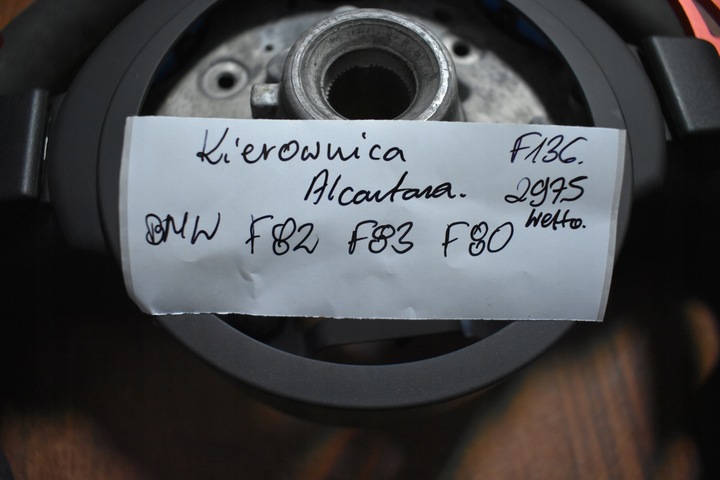 Kierownica F136.
Alcantara. 2975
BMW F82 F83 F80 netto.